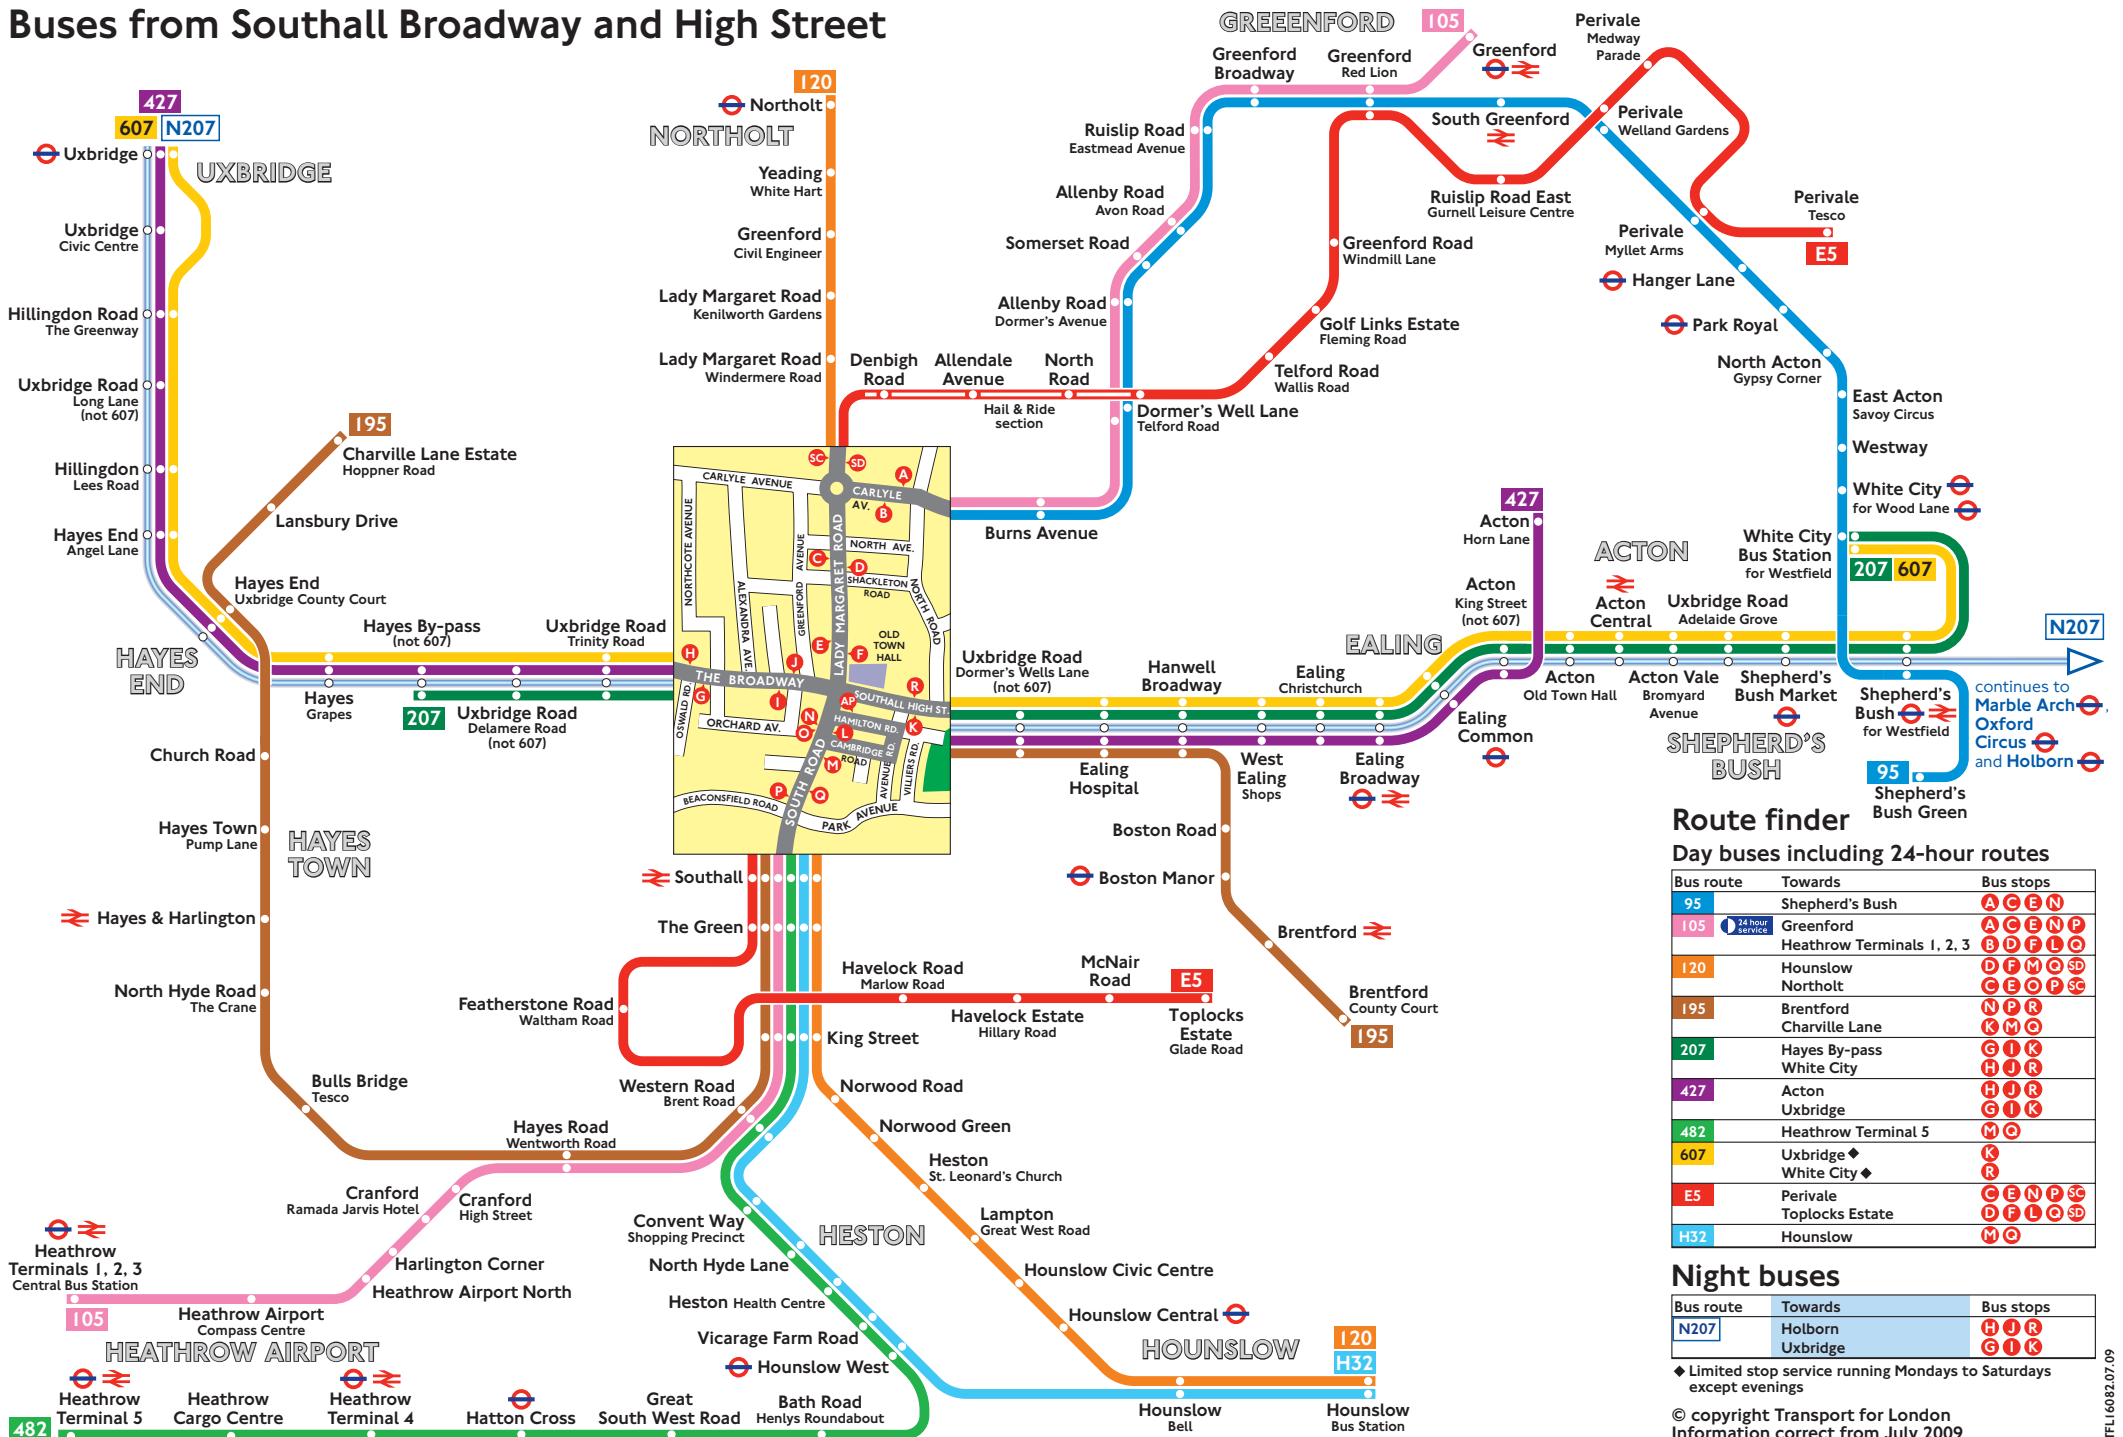 Buses from Southall Broadway and High Street
427
607
N207
Uxbridge
UXBRIDGE
Uxbridge
Civic Centre
Hillingdon Road
The Greenway
Uxbridge Road
Long Lane
(not 607)
Hillingdon
Lees Road
Hayes End
Angel Lane
195
Charville Lane Estate
Hoppner Road
Lansbury Drive
Hayes End
Uxbridge County Court
Hayes By-pass
(not 607)
Uxbridge Road
Trinity Road
HAYES
END
Hayes
Grapes
207
Uxbridge Road
Delamere Road
(not 607)
Church Road
Hayes Town
Pump Lane
HAYES
TOWN
Hayes & Harlington
North Hyde Road
The Crane
Bulls Bridge
Tesco
Hayes Road
Wentworth Road
120
Northolt
NORTHOLT
Yeading
White Hart
Greenford
Civil Engineer
Lady Margaret Road
Kenilworth Gardens
Lady Margaret Road
Windermere Road
Denbigh
Road
Allendale
Avenue
North
Road
Hail & Ride
section
Dormer's Well Lane
Telford Road
Telford Road
Wallis Road
Golf Links Estate
Fleming Road
Greenford Road
Windmill Lane
GREEENFORD
105
Greenford
Greenford
Broadway
Greenford
Red Lion
Ruislip Road
Eastmead Avenue
Allenby Road
Avon Road
Somerset Road
Allenby Road
Dormer's Avenue
Burns Avenue
South Greenford
Ruislip Road East
Gurnell Leisure Centre
Perivale
Medway
Parade
Perivale
Welland Gardens
Perivale
Tesco
E5
Perivale
Myllet Arms
Hanger Lane
Park Royal
North Acton
Gypsy Corner
East Acton
Savoy Circus
Westway
White City
for Wood Lane
White City
Bus Station
for Westfield
207
607
427
Acton
Horn Lane
Acton
King Street
(not 607)
ACTON
Acton
Central
Uxbridge Road
Adelaide Grove
EALING
N207
Acton
Old Town Hall
Acton Vale
Bromyard
Avenue
Shepherd's
Bush Market
SHEPHERD'S
BUSH
Shepherd's
Bush
for Westfield
continues to
Marble Arch ,
Oxford
Circus
and Holborn
95
Shepherd's
Bush Green
Uxbridge Road
Dormer's Wells Lane
(not 607)
Hanwell
Broadway
Ealing
Christchurch
Ealing
Common
Ealing
Hospital
West
Ealing
Shops
Ealing
Broadway
Boston Road
Boston Manor
Brentford
Brentford
County Court
195
SC
SD
A
CARLYLE AVENUE
CARLYLE
AV.
B
NORTHCOTE AVENUE
ALEXANDRA AVE.
GREENFORD AVENUE
LADY MARGARET ROAD
NORTH AVE.
C
D
SHACKLETON
ROAD
NORTH ROAD
OLD
TOWN
HALL
E
F
H
J
THE BROADWAY
G
I
AP
R
SOUTHALL HIGH ST.
OSWALD RD.
ORCHARD AV.
N
O
L
HAMILTON RD.
K
CAMBRIDGE
ROAD
M
AVENUE RD.
VILLIERS RD.
SOUTH ROAD
P
Q
BEACONSFIELD ROAD
PARK AVENUE
Southall
The Green
Featherstone Road
Waltham Road
Havelock Road
Marlow Road
Havelock Estate
Hillary Road
McNair
Road
E5
Toplocks
Estate
Glade Road
King Street
Western Road
Brent Road
Norwood Road
Norwood Green
Heston
St. Leonard's Church
Lampton
Great West Road
Hounslow Civic Centre
Hounslow Central
HOUNSLOW
120
H32
Hounslow
Bell
Hounslow
Bus Station
Cranford
Ramada Jarvis Hotel
Cranford
High Street
Harlington Corner
Heathrow Airport North
Heathrow
Terminals 1, 2, 3
Central Bus Station
105
Heathrow Airport
Compass Centre
HEATHROW AIRPORT
Convent Way
Shopping Precinct
HESTON
North Hyde Lane
Heston Health Centre
Vicarage Farm Road
Hounslow West
482
Heathrow
Terminal 5
Heathrow
Cargo Centre
Heathrow
Terminal 4
Hatton Cross
Great
South West Road
Bath Road
Henlys Roundabout
Route finder
Day buses including 24-hour routes
Bus route Towards Bus stops
95 Shepherd's Bush A C E N
105 24 hour service Greenford A C E N P
Heathrow Terminals 1, 2, 3 B D F L Q
120 Hounslow D F M Q SD
Northolt C E O P SC
195 Brentford N P R
Charville Lane K M Q
207 Hayes By-pass G I K
White City H J R
427 Acton H J R
Uxbridge G I K
482 Heathrow Terminal 5 M Q
607 Uxbridge ◆ K
White City ◆ R
E5 Perivale C E N P SC
Toplocks Estate D F L Q SD
H32 Hounslow M Q
Night buses
Bus route Towards Bus stops
N207 Holborn H J R
Uxbridge G I K
◆ Limited stop service running Mondays to Saturdays
except evenings
© copyright Transport for London
Information correct from July 2009
TFL16082.07.09